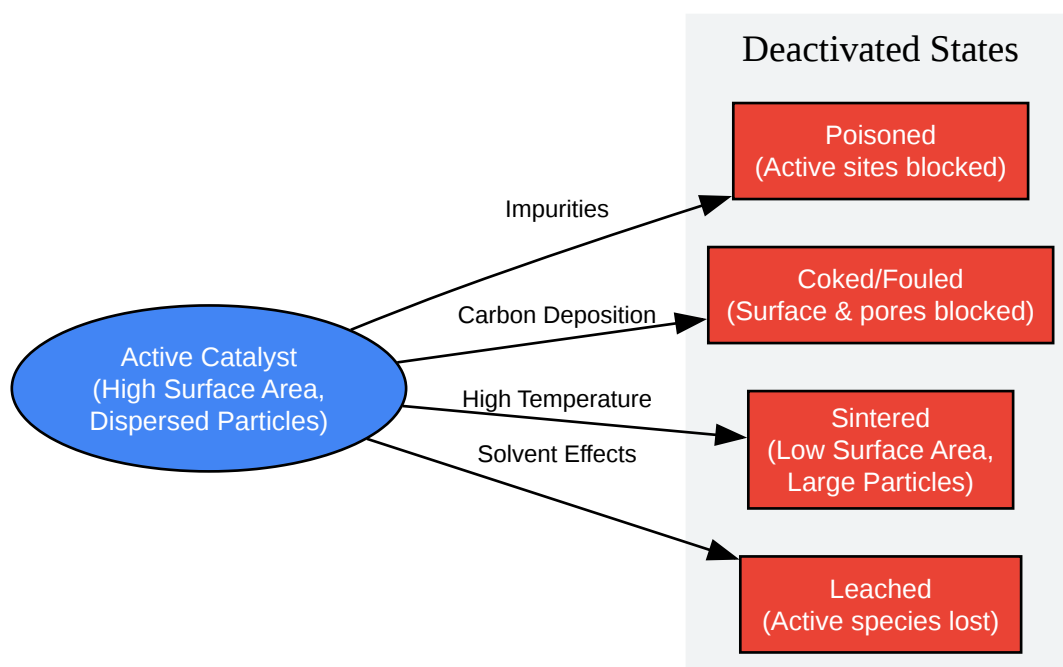 Deactivated States
Poisoned
(Active sites blocked)
Impurities
Coked/Fouled
(Surface & pores blocked)
Carbon Deposition
Active Catalyst
(High Surface Area,
Dispersed Particles)
High Temperature
Sintered
(Low Surface Area,
Large Particles)
Solvent Effects
Leached
(Active species lost)